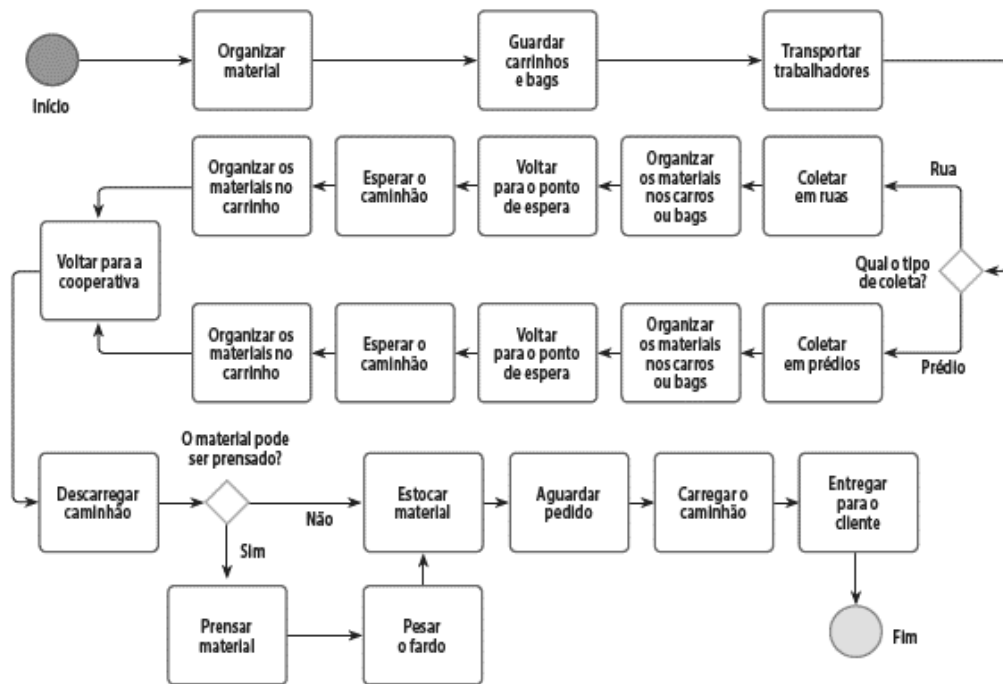 Início
Organizar
material
Guardar
carrinhos
e bags
Transportar
trabalhadores
Rua
Qual o tipo
de coleta?
Prédio
Coletar
em ruas
Organizar
os materiais
nos carros
ou bags
Voltar
para o ponto
de espera
Esperar o
caminhão
Organizar os
materiais no
carrinho
Coletar
em prédios
Organizar
os materiais
nos carros
ou bags
Voltar
para o ponto
de espera
Esperar o
caminhão
Organizar os
materiais no
carrinho
Voltar para a
cooperativa
Descarregar
caminhão
O material pode
ser prensado?
Não
Sim
Prensar
material
Pesar
o fardo
Estocar
material
Aguardar
pedido
Carregar o
caminhão
Entregar
para o
cliente
Fim